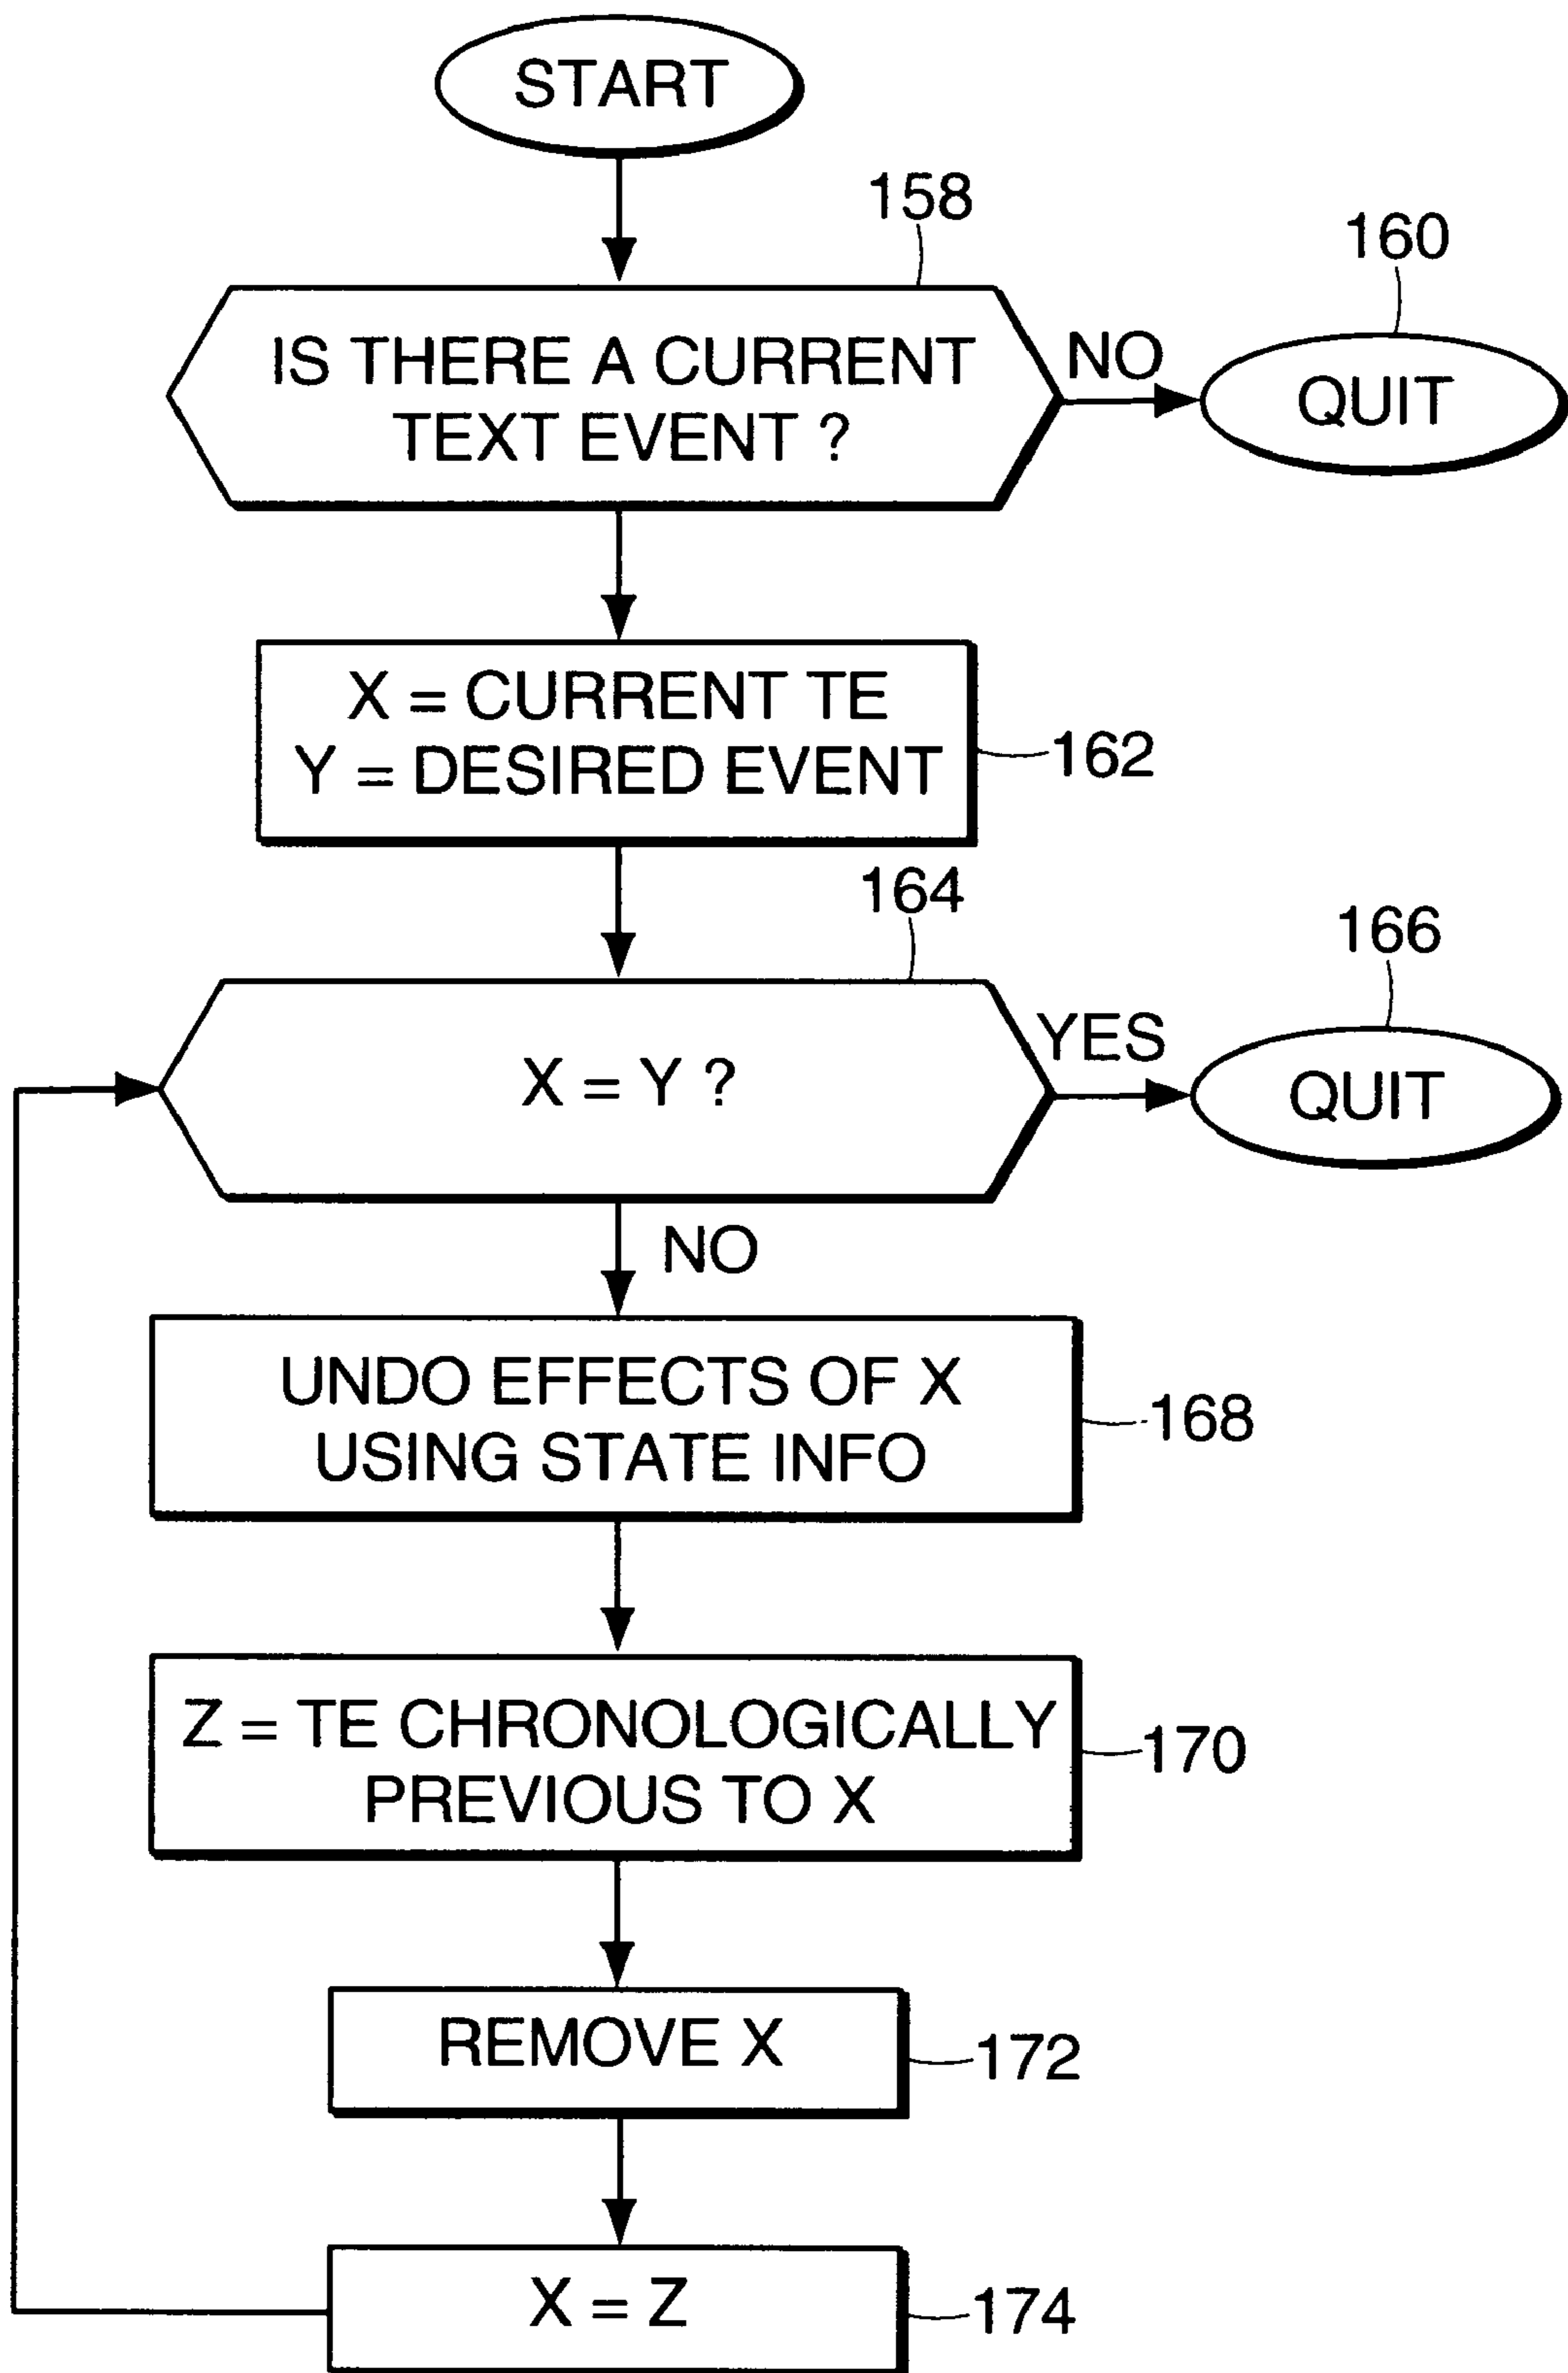 START
158
160
IS THERE A CURRENT
TEXT EVENT ?
NO
QUIT
X = CURRENT TE
Y = DESIRED EVENT
162
164
166
X = Y ?
YES
QUIT
NO
UNDO EFFECTS OF X
USING STATE INFO
168
Z = TE CHRONOLOGICALLY
PREVIOUS TO X
170
REMOVE X
172
X = Z
174